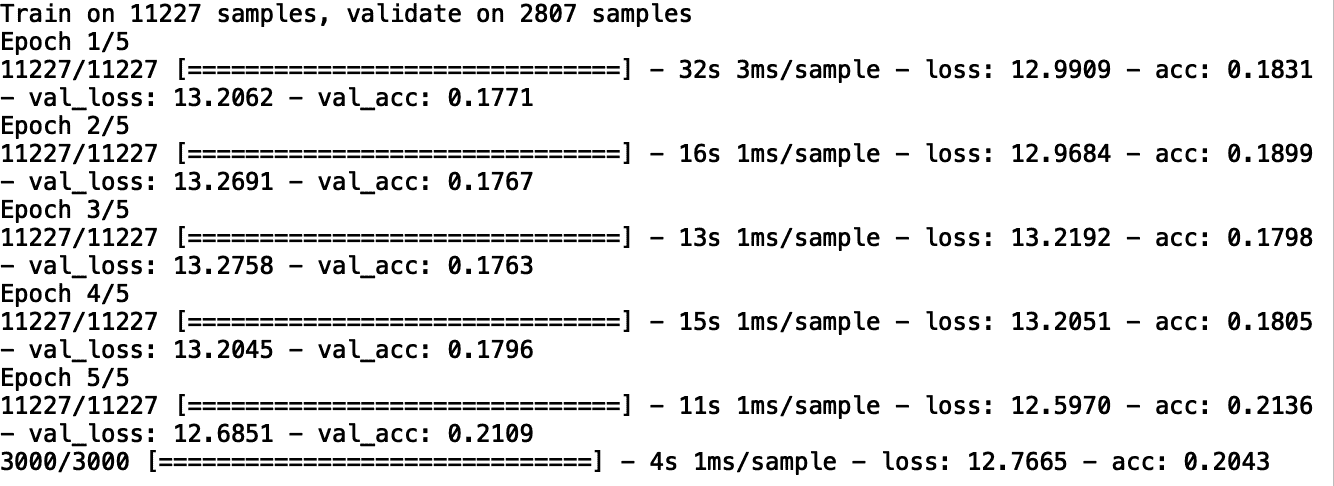 Train on 11227 samples, validate on 2807 samples
Epoch 1/5
11227/11227 [==============================] - 32s 3ms/sample - loss: 12.9909 - acc: 0.1831
- val_loss: 13.2062 - val_acc: 0.1771
Epoch 2/5
11227/11227 [==============================] - 16s 1ms/sample - loss: 12.9684 - acc: 0.1899
- val_loss: 13.2691 - val_acc: 0.1767
Epoch 3/5
11227/11227 [==============================] - 13s 1ms/sample - loss: 13.2192 - acc: 0.1798
- val_loss: 13.2758 - val_acc: 0.1763
Epoch 4/5
11227/11227 [==============================] - 15s 1ms/sample - loss: 13.2051 - acc: 0.1805
- val_loss: 13.2045 - val_acc: 0.1796
Epoch 5/5
11227/11227 [==============================] - 11s 1ms/sample - loss: 12.5970 - acc: 0.2136
- val_loss: 12.6851 - val_acc: 0.2109
3000/3000 [==============================] - 4s 1ms/sample - loss: 12.7665 - acc: 0.2043